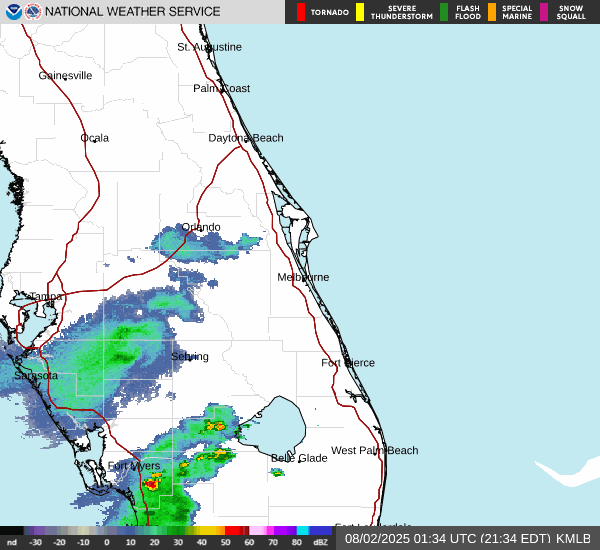 NATIONAL WEATHER SERVICE
TORNADO
SEVERE
THUNDERSTORM
FLASH
FLOOD
SPECIAL
MARINE
SNOW
SQUALL
St. Augustine
Gainesville
Palm Coast
Ocala
Daytona Beach
Orlando
Melbourne
Tampa
Sebring
Fort Pierce
Sarasota
West Palm Beach
Belle Glade
Fort Myers
nd -30 -20 -10 0 10 20 30 40 50 60 70 80 dBZ
08/02/2025 01:34 UTC (21:34 EDT) KMLB